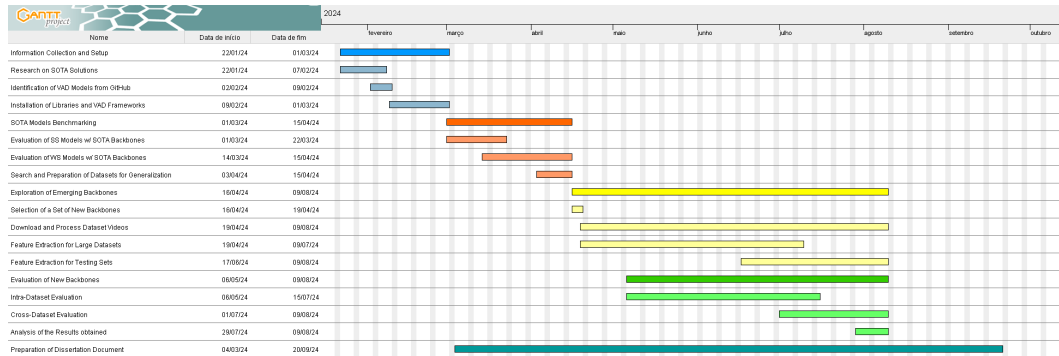 GANTT
project
2024
Nome Data de início Data de fim fevereiro março abril maio junho julho agosto setembro outubro
Information Collection and Setup 22/01/24 01/03/24
Research on SOTA Solutions 22/01/24 07/02/24
Identification of VAD Models from GitHub 02/02/24 09/02/24
Installation of Libraries and VAD Frameworks 09/02/24 01/03/24
SOTA Models Benchmarking 01/03/24 15/04/24
Evaluation of SS Models w/ SOTA Backbones 01/03/24 22/03/24
Evaluation of WS Models w/ SOTA Backbones 14/03/24 15/04/24
Search and Preparation of Datasets for Generalization 03/04/24 15/04/24
Exploration of Emerging Backbones 16/04/24 09/08/24
Selection of a Set of New Backbones 16/04/24 19/04/24
Download and Process Dataset Videos 19/04/24 09/08/24
Feature Extraction for Large Datasets 19/04/24 09/07/24
Feature Extraction for Testing Sets 17/06/24 09/08/24
Evaluation of New Backbones 06/05/24 09/08/24
Intra-Dataset Evaluation 06/05/24 15/07/24
Cross-Dataset Evaluation 01/07/24 09/08/24
Analysis of the Results obtained 29/07/24 09/08/24
Preparation of Dissertation Document 04/03/24 20/09/24